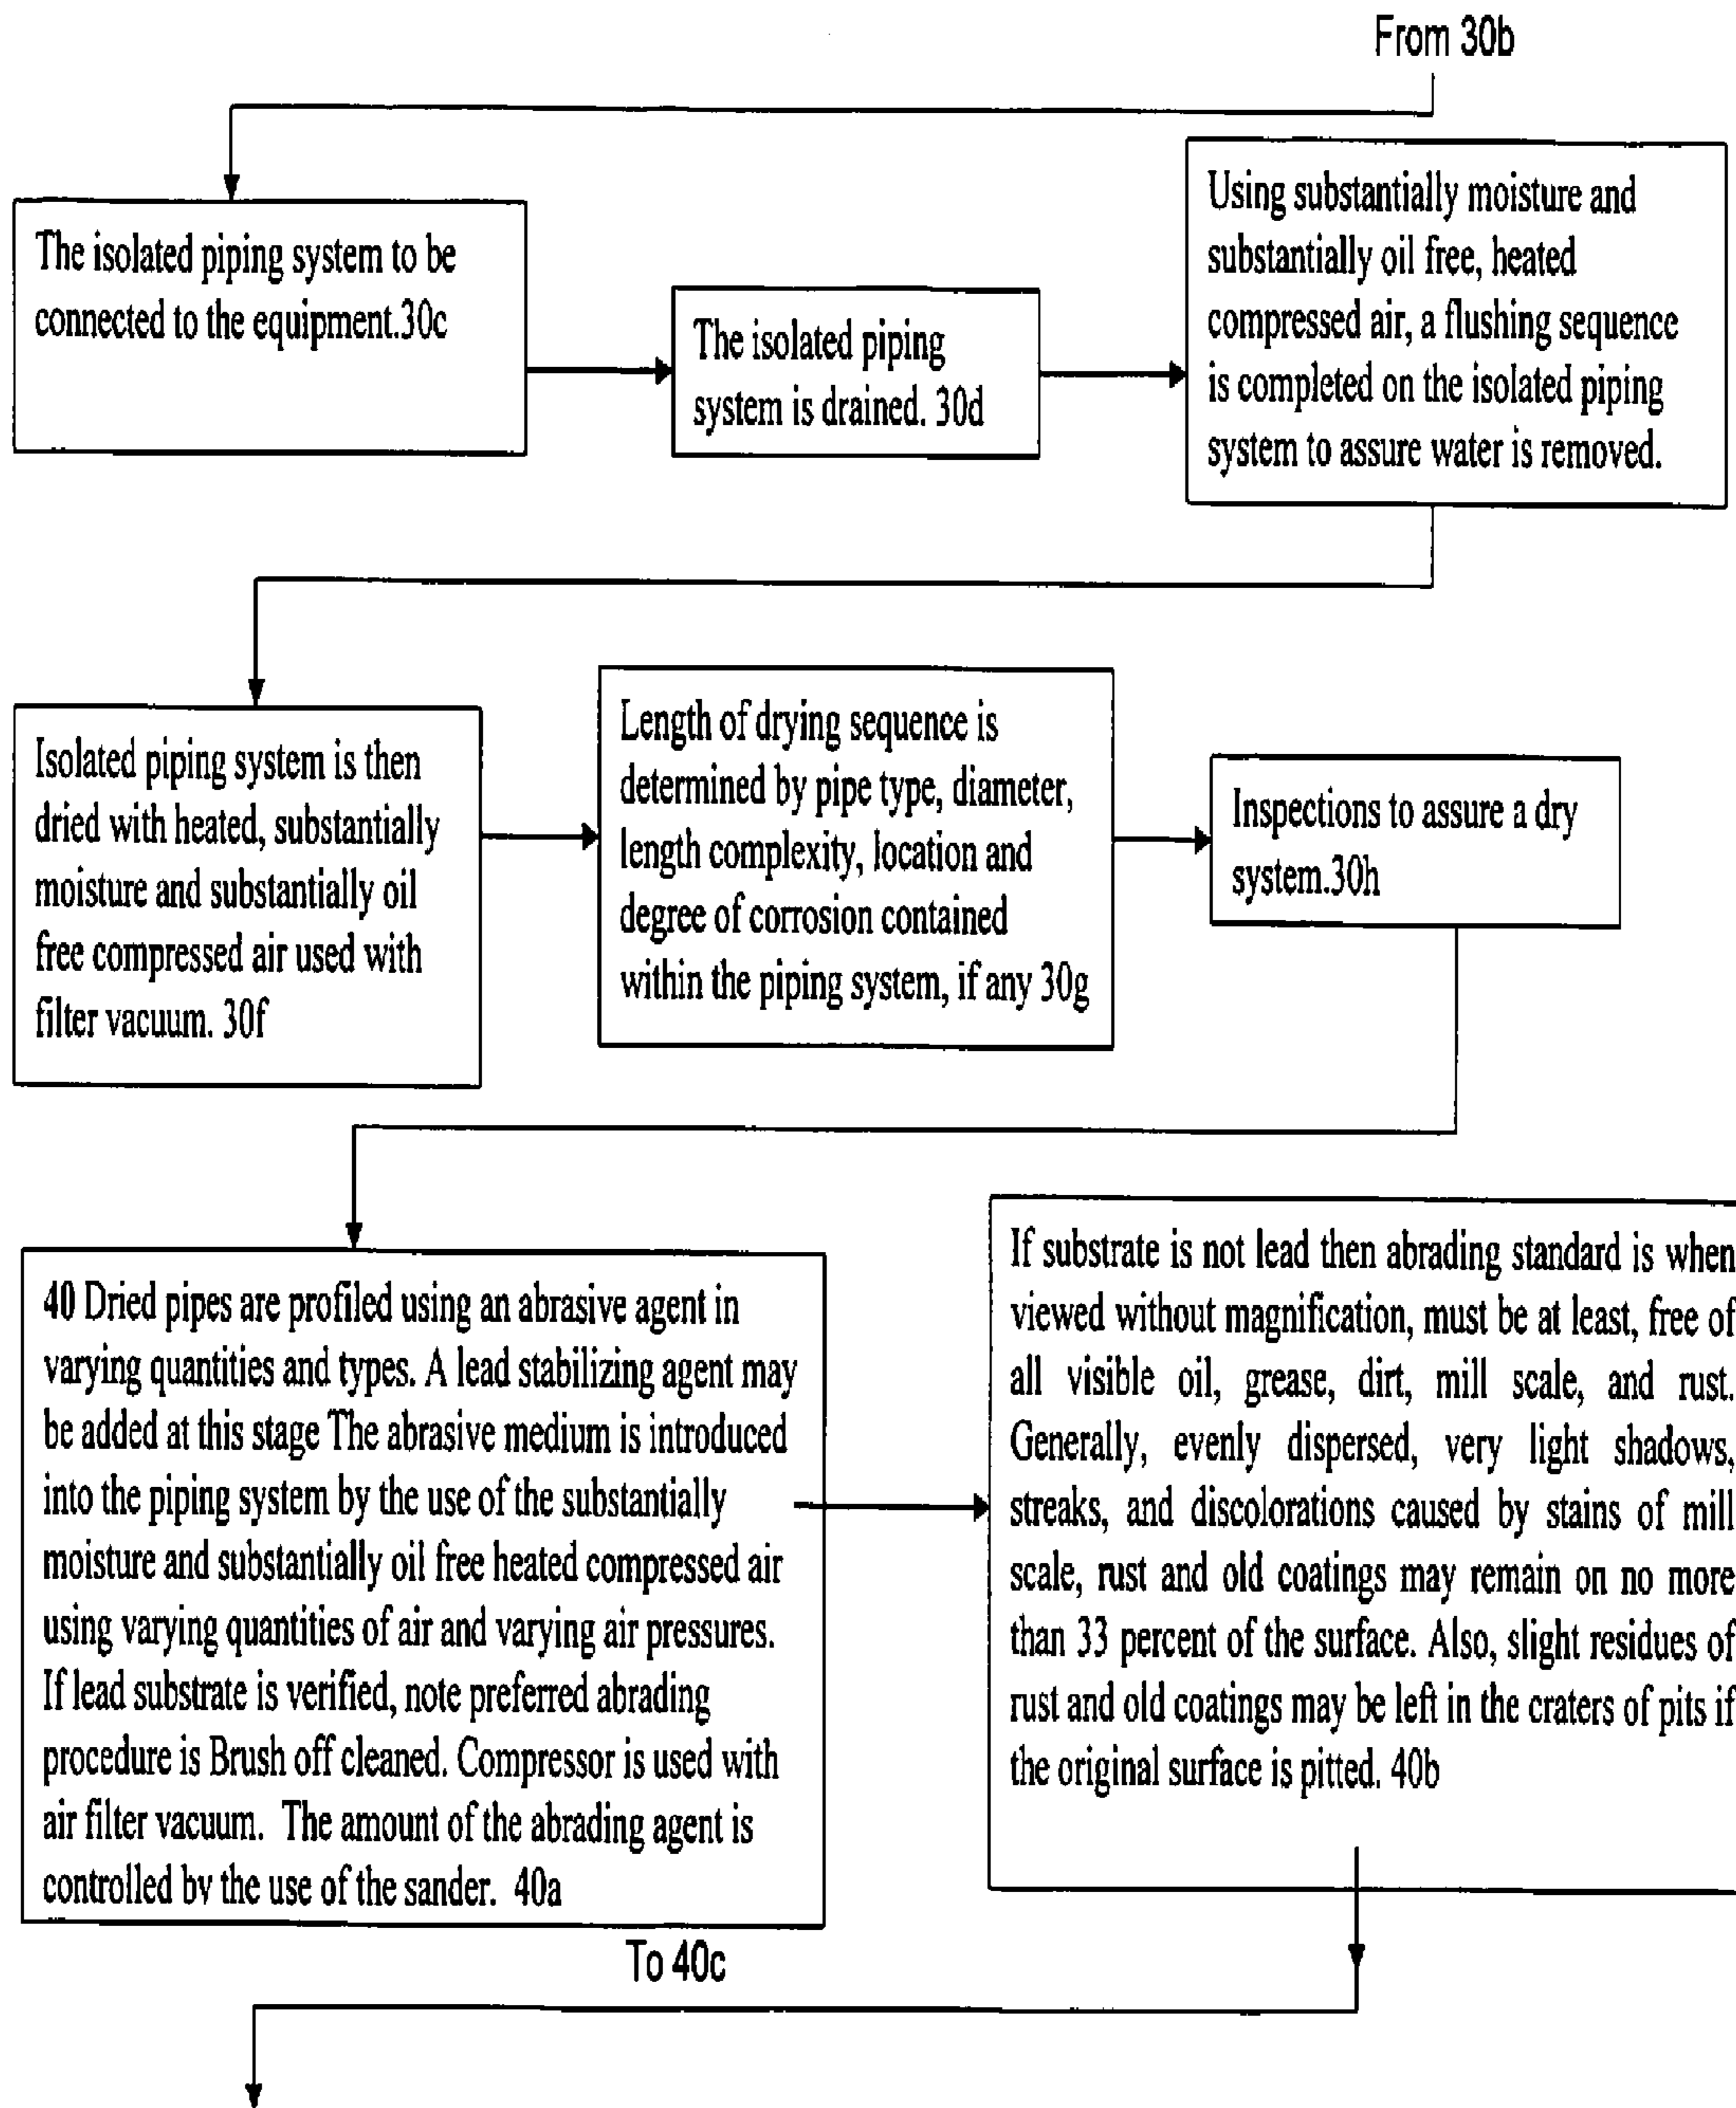 From 30b
The isolated piping system to be
connected to the equipment.30c
The isolated piping
system is drained. 30d
Using substantially moisture and
substantially oil free, heated
compressed air, a flushing sequence
is completed on the isolated piping
system to assure water is removed.
Isolated piping system is then
dried with heated, substantially
moisture and substantially oil
free compressed air used with
filter vacuum. 30f
Length of drying sequence is
determined by pipe type, diameter,
length complexity, location and
degree of corrosion contained
within the piping system, if any 30g
Inspections to assure a dry
system.30h
40 Dried pipes are profiled using an abrasive agent in
varying quantities and types. A lead stabilizing agent may
be added at this stage The abrasive medium is introduced
into the piping system by the use of the substantially
moisture and substantially oil free heated compressed air
using varying quantities of air and varying air pressures.
If lead substrate is verified, note preferred abrading
procedure is Brush off cleaned. Compressor is used with
air filter vacuum. The amount of the abrading agent is
controlled by the use of the sander. 40a
If substrate is not lead then abrading standard is when
viewed without magnification, must be at least, free of
all visible oil, grease, dirt, mill scale, and rust.
Generally, evenly dispersed, very light shadows,
streaks, and discolorations caused by stains of mill
scale, rust and old coatings may remain on no more
than 33 percent of the surface. Also, slight residues of
rust and old coatings may be left in the craters of pits if
the original surface is pitted. 40b
To 40c